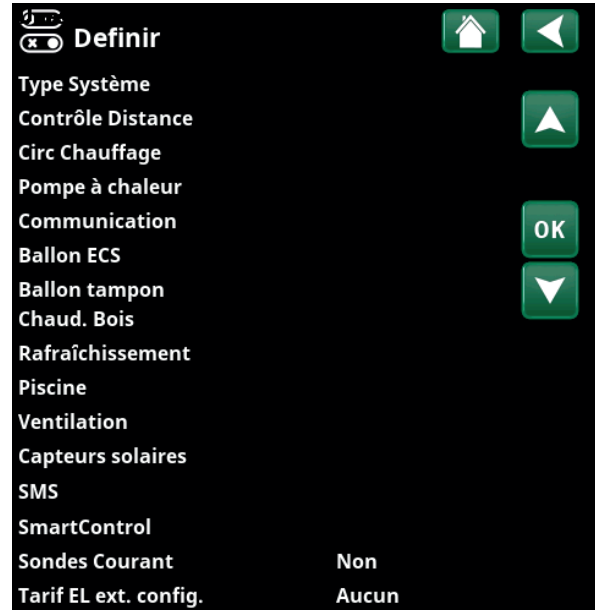 Definir
Type Système
Contrôle Distance
Circ Chauffage
Pompe à chaleur
Communication
OK
Ballon ECS
Ballon tampon
Chaud. Bois
Rafraîchissement
Piscine
Ventilation
Capteurs solaires
SMS
SmartControl
Sondes Courant Non
Tarif EL ext. config. Aucun